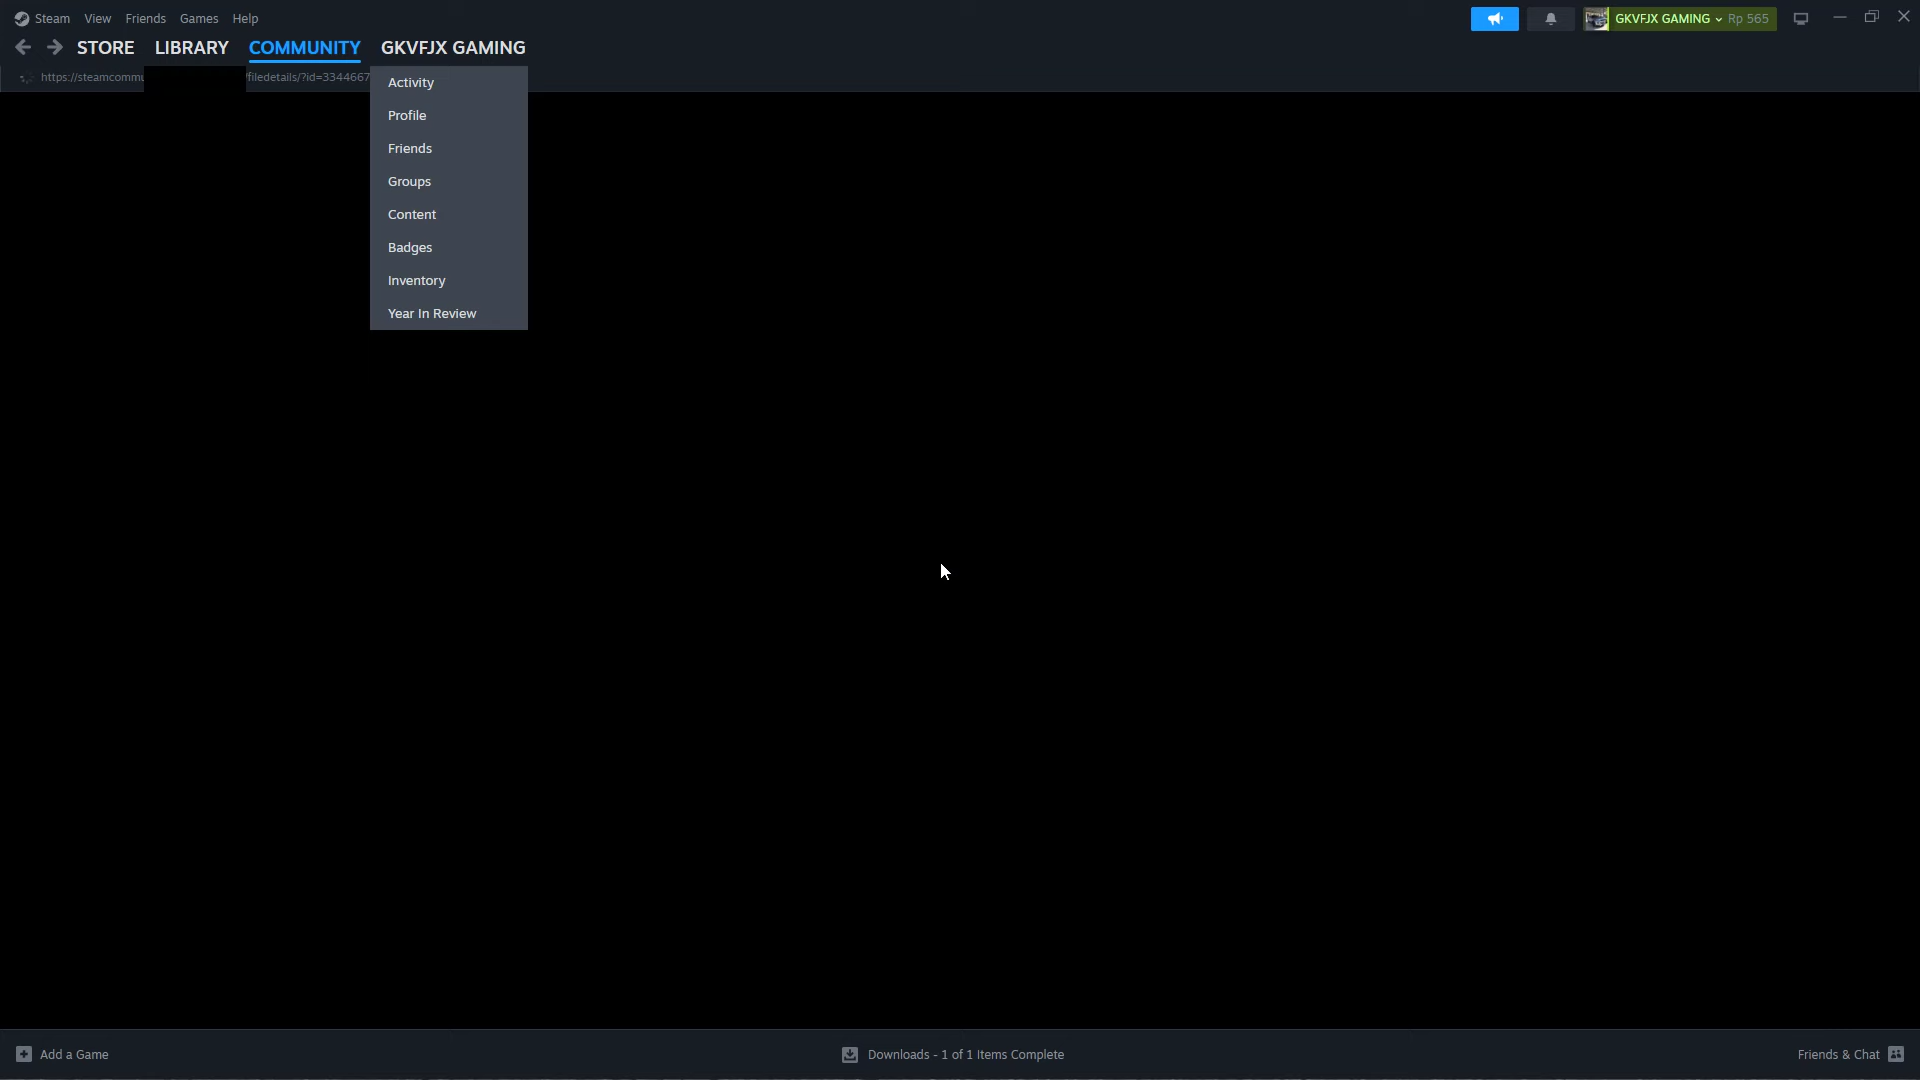 Steam View Friends Games Help
GKVFJX GAMING Rp 565
STORE LIBRARY COMMUNITY GKVFJX GAMING
https://steamcommu /filedetails/?id=3344667
Activity
Profile
Friends
Groups
Content
Badges
Inventory
Year In Review
Add a Game
Downloads - 1 of 1 Items Complete
Friends & Chat